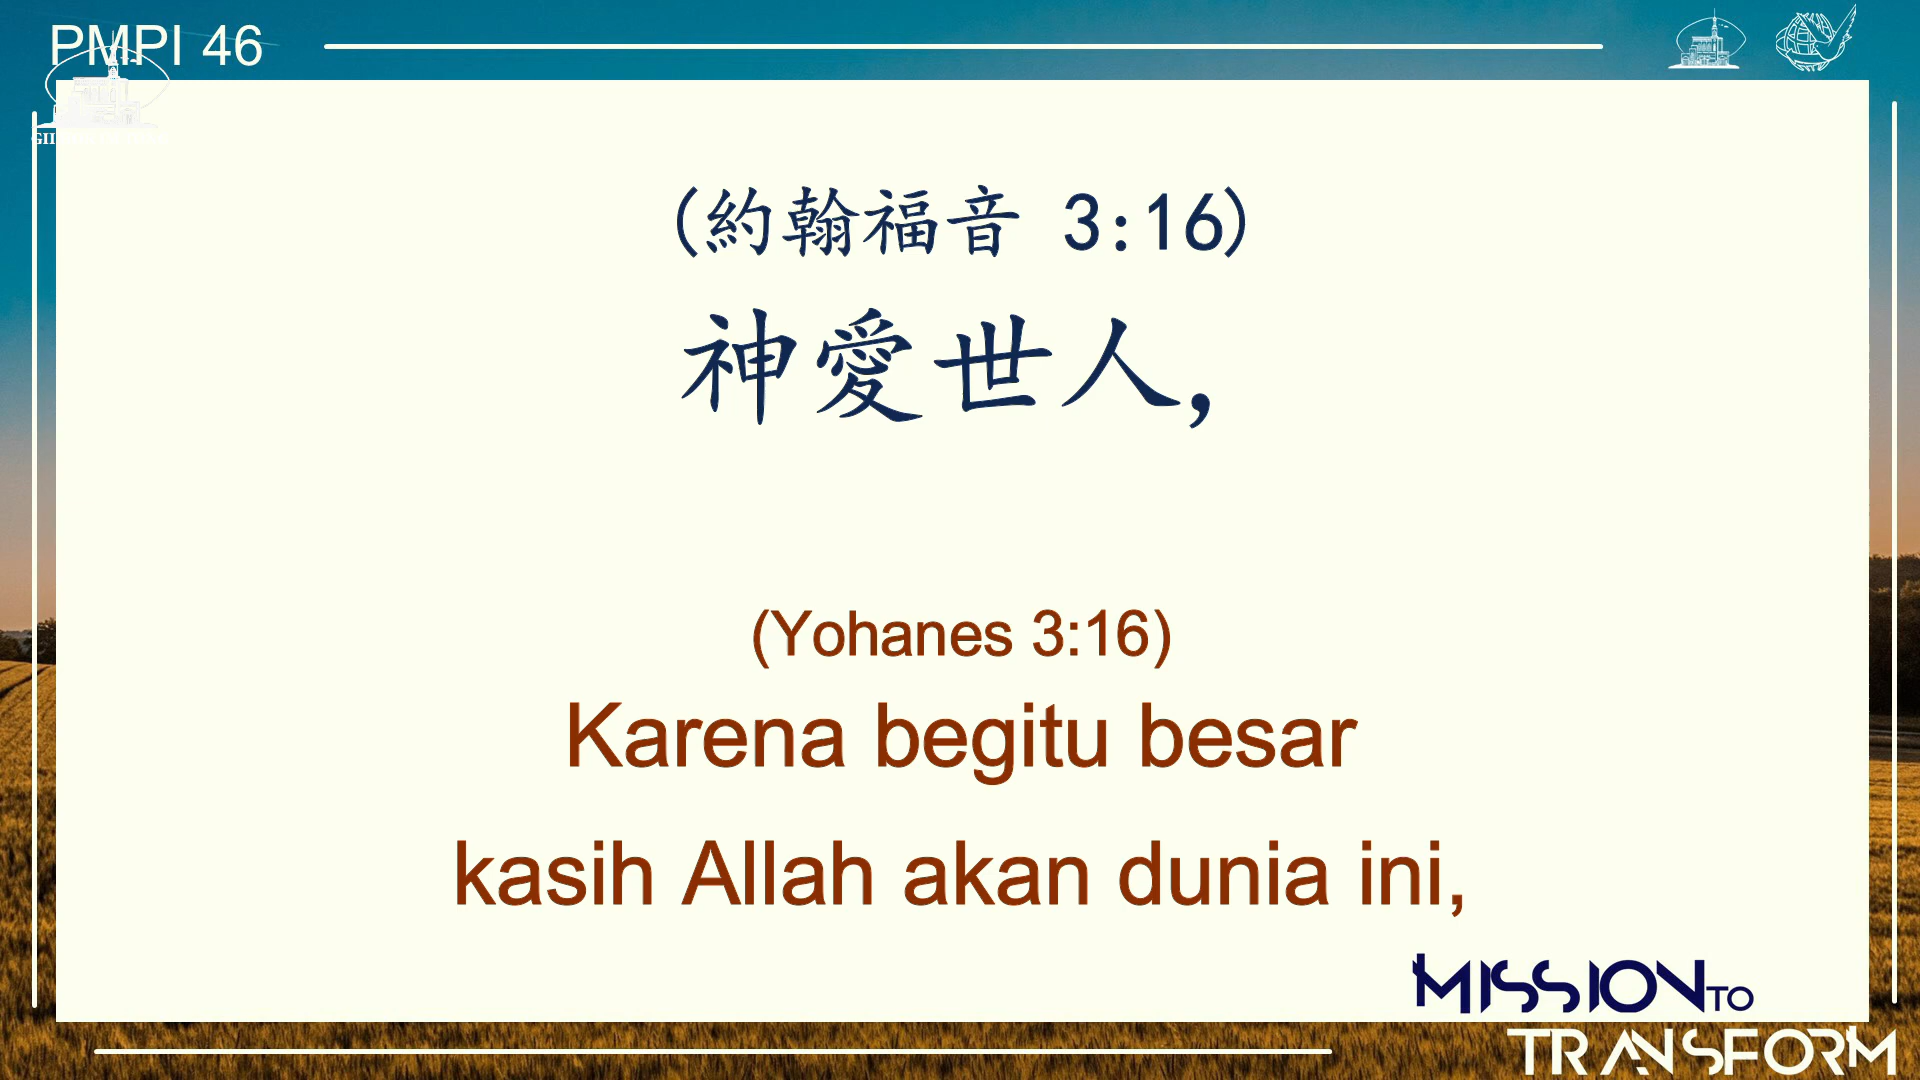 PMPI 46
(約翰福音 3:16)
神愛世人,
(Yohanes 3:16)
Karena begitu besar
kasih Allah akan dunia ini,
MISSION TO
TRANSFORM